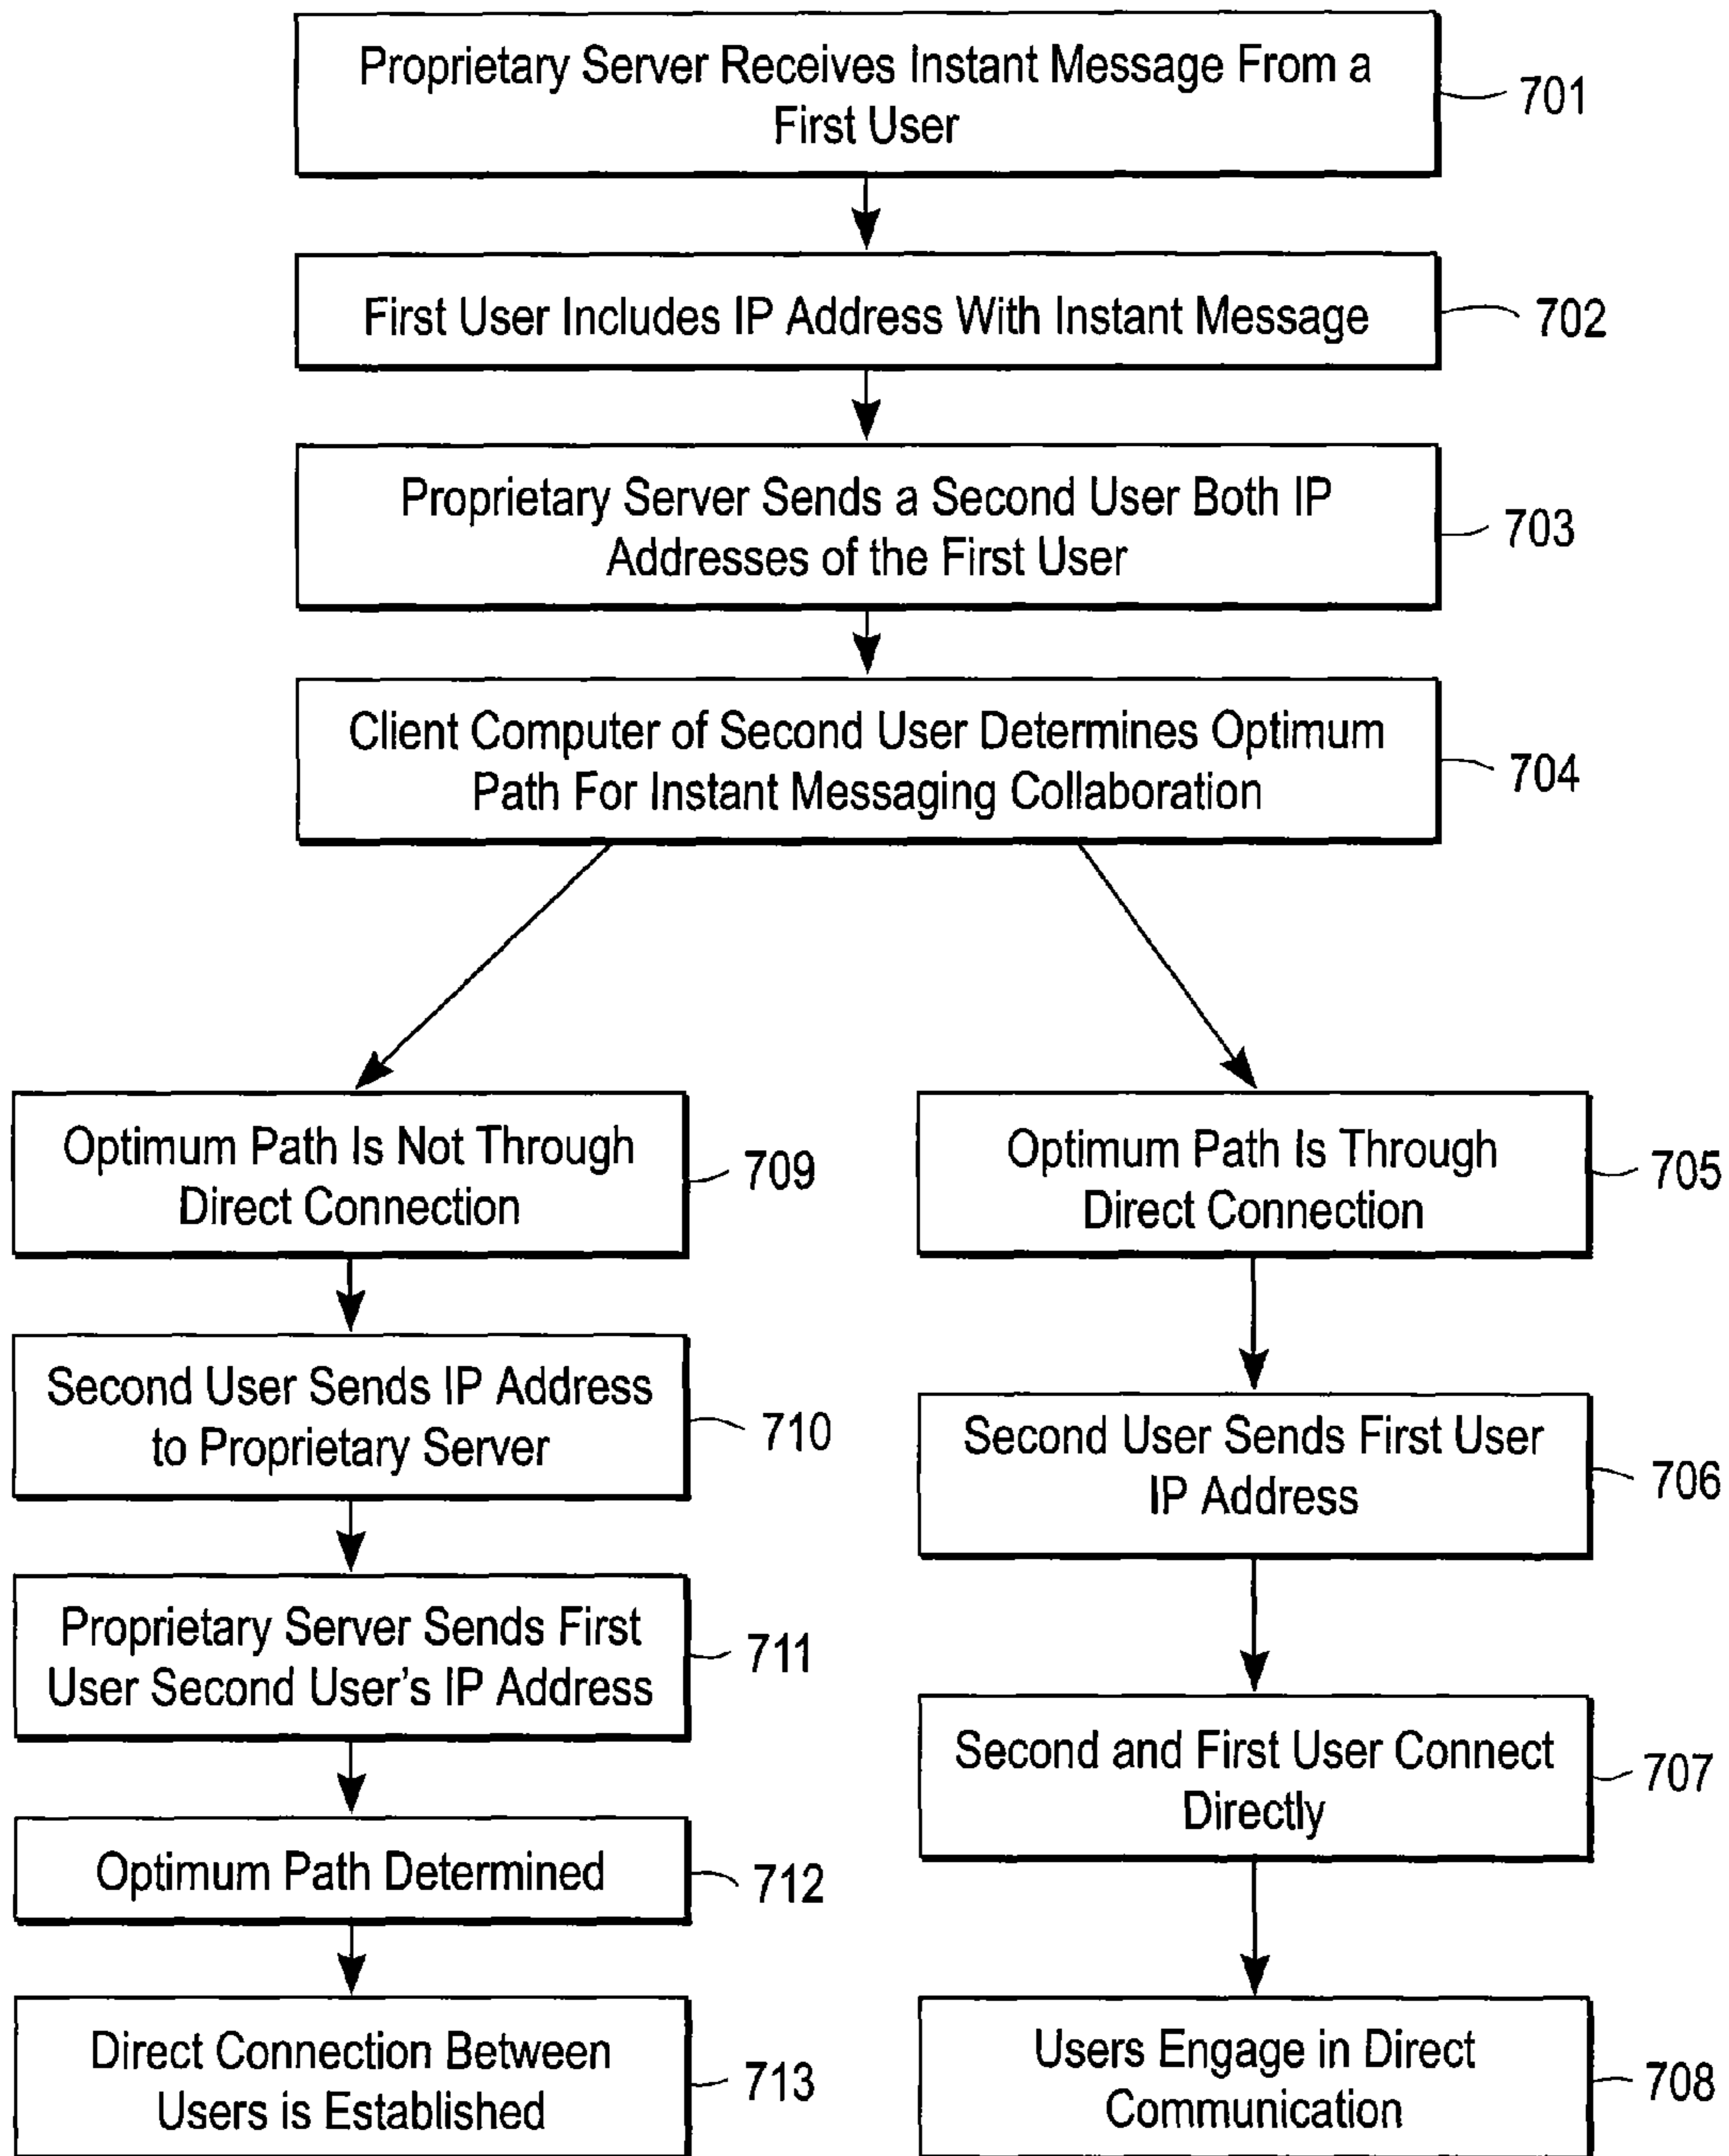 Proprietary Server Receives Instant Message From a
First User
701
First User Includes IP Address With Instant Message
702
Proprietary Server Sends a Second User Both IP
Addresses of the First User
703
Client Computer of Second User Determines Optimum
Path For Instant Messaging Collaboration
704
Optimum Path Is Not Through
Direct Connection
709
Second User Sends IP Address
to Proprietary Server
710
Proprietary Server Sends First
User Second User's IP Address
711
Optimum Path Determined
712
Direct Connection Between
Users is Established
713
Optimum Path Is Through
Direct Connection
705
Second User Sends First User
IP Address
706
Second and First User Connect
Directly
707
Users Engage in Direct
Communication
708